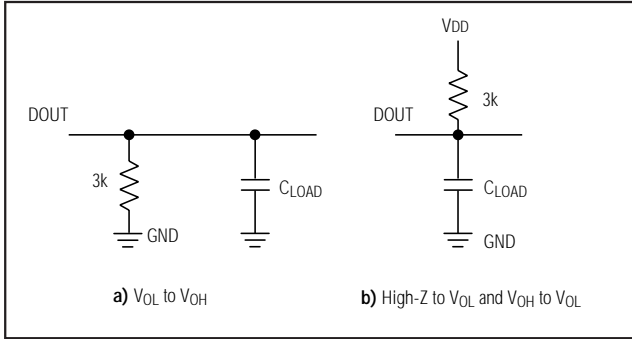 DOUT
3k
GND
CLOAD
a) VOL to VOH
VDD
3k
DOUT
CLOAD
GND
b) High-Z to VOL and VOH to VOL